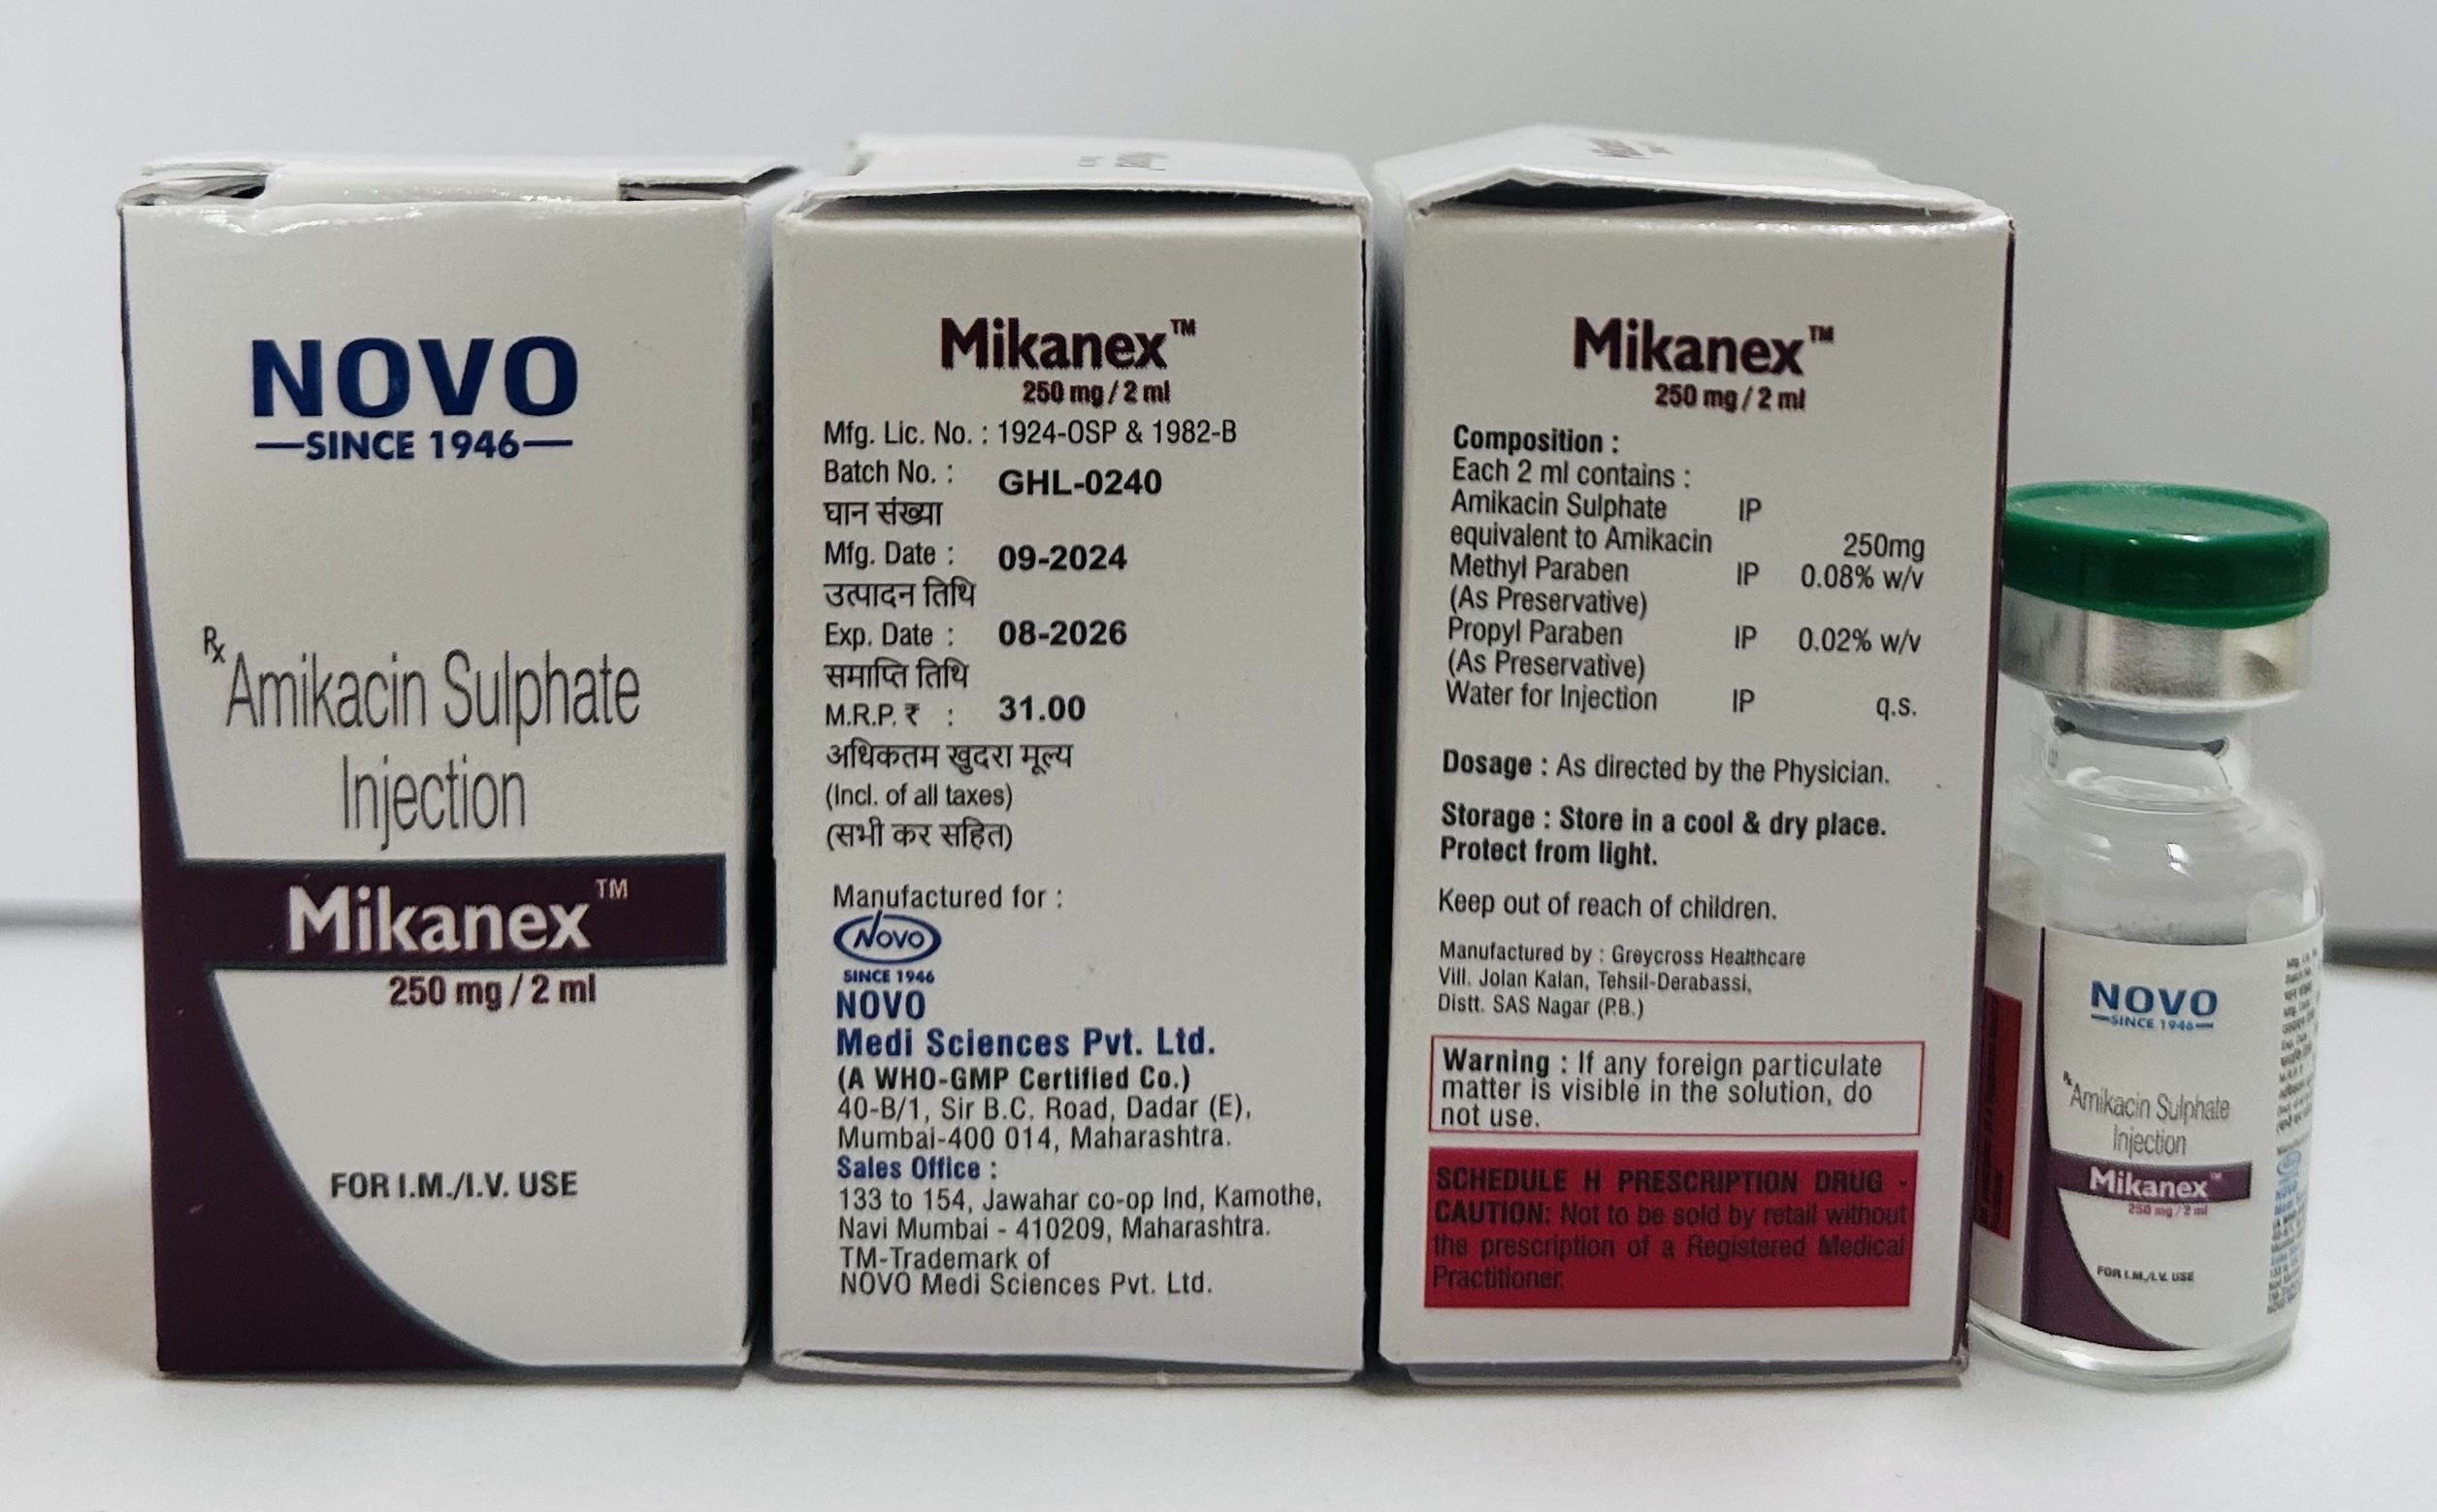 NOVO
SINCE 1946
Rx
Amikacin Sulphate
Injection
Mikanex™
250 mg / 2 ml
FOR I.M./I.V. USE
Mikanex™
250 mg / 2 ml
Mfg. Lic. No. : 1924-OSP & 1982-B
Batch No. : GHL-0240
घान संख्या
Mfg. Date : 09-2024
उत्पादन तिथि
Exp. Date : 08-2026
समाप्ति तिथि
M.R.P. ₹ : 31.00
अधिकतम खुदरा मूल्य
(Incl. of all taxes)
(सभी कर सहित)
Manufactured for :
Novo
SINCE 1946
NOVO
Medi Sciences Pvt. Ltd.
(A WHO-GMP Certified Co.)
40-B/1, Sir B.C. Road, Dadar (E),
Mumbai-400 014, Maharashtra.
Sales Office :
133 to 154, Jawahar co-op Ind, Kamothe,
Navi Mumbai - 410209, Maharashtra.
TM-Trademark of
NOVO Medi Sciences Pvt. Ltd.
Mikanex™
250 mg / 2 ml
Composition :
Each 2 ml contains :
Amikacin Sulphate IP
equivalent to Amikacin 250mg
Methyl Paraben IP 0.08% w/v
(As Preservative)
Propyl Paraben IP 0.02% w/v
(As Preservative)
Water for Injection IP q.s.
Dosage : As directed by the Physician.
Storage : Store in a cool & dry place.
Protect from light.
Keep out of reach of children.
Manufactured by : Greycross Healthcare
Vill. Jolan Kalan, Tehsil-Derabassi,
Distt. SAS Nagar (P.B.)
Warning : If any foreign particulate
matter is visible in the solution, do
not use.
SCHEDULE H PRESCRIPTION DRUG -
CAUTION: Not to be sold by retail without
the prescription of a Registered Medical
Practitioner.
NOVO
SINCE 1946
Rx
Amikacin Sulphate
Injection
Mikanex™
250 mg / 2 ml
FOR I.M./I.V. USE